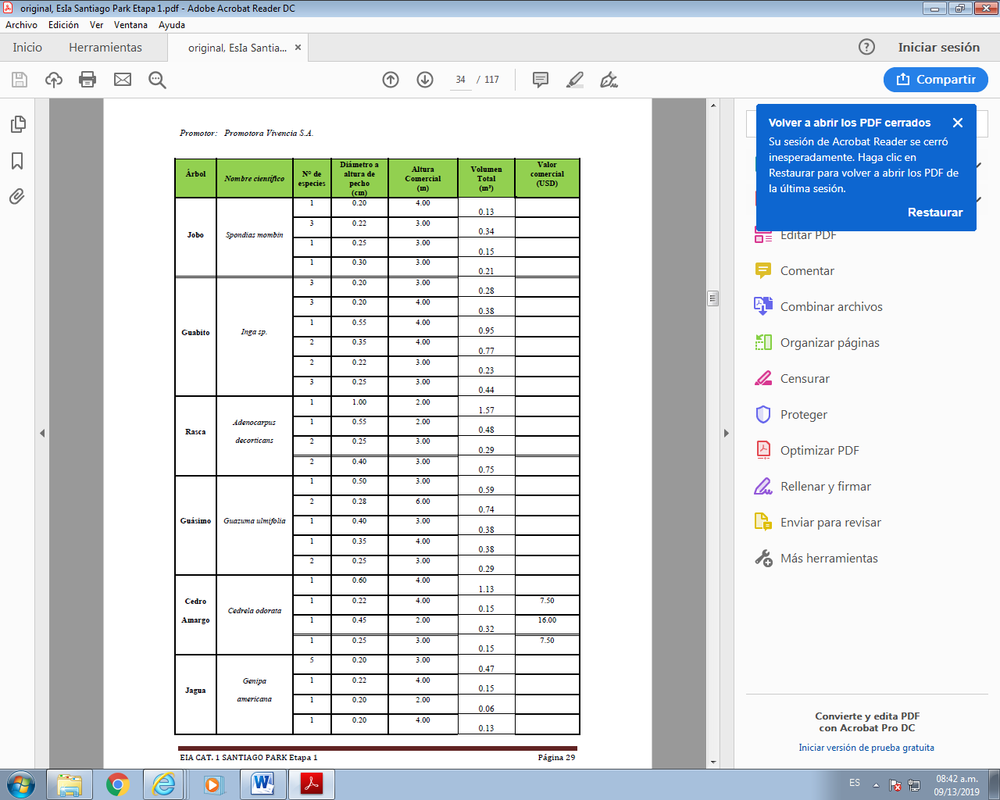 original, EsIa Santiago Park Etapa 1.pdf - Adobe Acrobat Reader DC
Archivo Edición Ver Ventana Ayuda
Inicio Herramientas original, EsIa Santia... × Iniciar sesión
34 / 117 Compartir
Promotor: Promotora Vivencia S.A.
Árbol Nombre científico N° de especies Diámetro a altura de pecho (cm) Altura Comercial (m) Volumen Total (m³) Valor comercial (USD)
Jobo Spondias mombin
1 0.20 4.00 0.13
3 0.22 3.00 0.34
1 0.25 3.00 0.15
1 0.30 3.00 0.21
Guabito Inga sp.
3 0.20 3.00 0.28
3 0.20 4.00 0.38
1 0.55 4.00 0.95
2 0.35 4.00 0.77
2 0.22 3.00 0.23
3 0.25 3.00 0.44
Rasca Adenocarpus decorticans
1 1.00 2.00 1.57
1 0.55 2.00 0.48
2 0.25 3.00 0.29
2 0.40 3.00 0.75
Guásimo Guazuma ulmifolia
1 0.50 3.00 0.59
2 0.28 6.00 0.74
1 0.40 3.00 0.38
1 0.35 4.00 0.38
2 0.25 3.00 0.29
Cedro Amargo Cedrela odorata
1 0.60 4.00 1.13
1 0.22 4.00 0.15 7.50
1 0.45 2.00 0.32 16.00
1 0.25 3.00 0.15 7.50
Jagua Genipa americana
5 0.20 3.00 0.47
1 0.22 4.00 0.15
1 0.20 2.00 0.06
1 0.20 4.00 0.13
EIA CAT. 1 SANTIAGO PARK Etapa 1 Página 29
Volver a abrir los PDF cerrados
Su sesión de Acrobat Reader se cerró
inesperadamente. Haga clic en
Restaurar para volver a abrir los PDF de
la última sesión.
Restaurar
Editar PDF
Comentar
Combinar archivos
Organizar páginas
Censurar
Proteger
Optimizar PDF
Rellenar y firmar
Enviar para revisar
Más herramientas
Convierte y edita PDF
con Acrobat Pro DC
Iniciar versión de prueba gratuita
ES 08:42 a.m.
09/13/2019